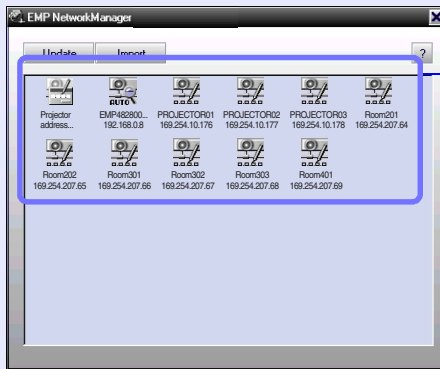 EMP NetworkManager
Update Import ?
AUTO
Projector address... EMP482800... 192.168.0.8 PROJECTOR01 169.254.10.176 PROJECTOR02 169.254.10.177 PROJECTOR03 169.254.10.178 Room201 169.254.207.64
Room202 169.254.207.65 Room301 169.254.207.66 Room302 169.254.207.67 Room303 169.254.207.68 Room401 169.254.207.69